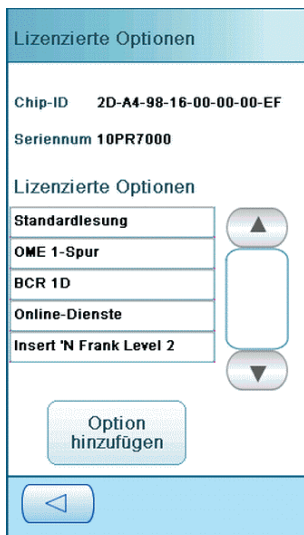 Lizenzierte Optionen
Chip-ID 2D-A4-98-16-00-00-00-EF
Seriennum 10PR7000
Lizenzierte Optionen
Standardlesung
OME 1-Spur
BCR 1D
Online-Dienste
Insert 'N Frank Level 2
Option
hinzufügen